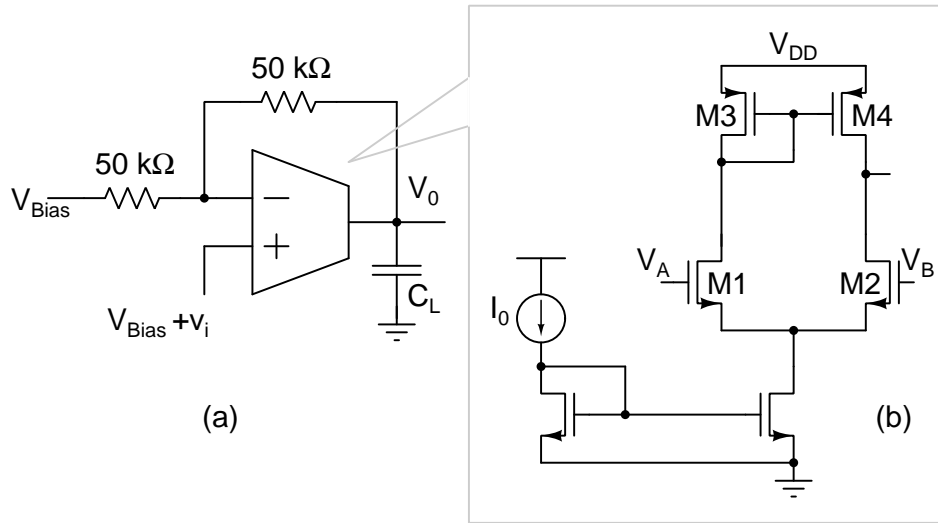 50 kΩ
50 kΩ
V_Bias
−
+
V_0
C_L
V_Bias +v_i
(a)
V_DD
M3
M4
V_A
M1
M2
V_B
I_0
(b)